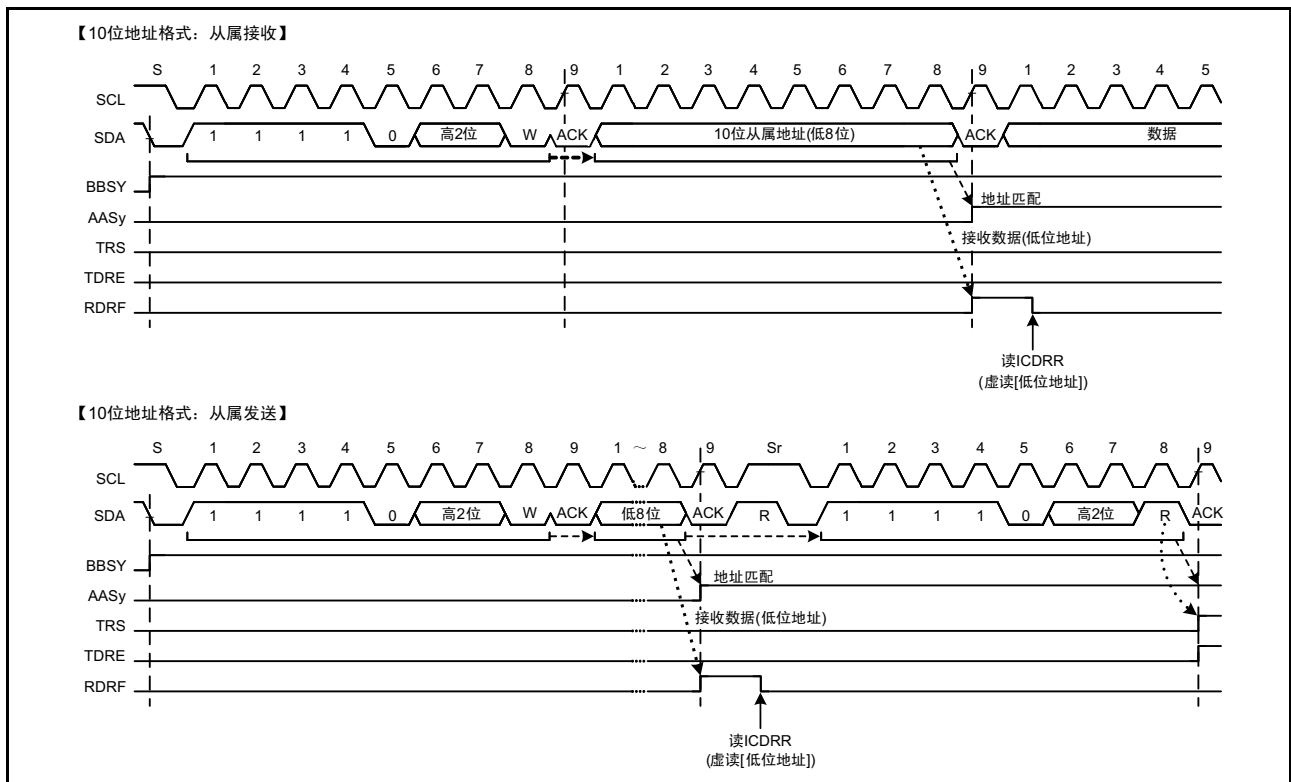 【10位地址格式：从属接收】
S 1 2 3 4 5 6 7 8 9 1 2 3 4 5 6 7 8 9 1 2 3 4 5
SCL
SDA 1 1 1 1 0 高2位 W ACK 10位从属地址(低8位) ACK 数据
BBSY
地址匹配
AASy
接收数据(低位地址)
TRS
TDRE
RDRF
读ICDRR
(虚读[低位地址])
【10位地址格式：从属发送】
S 1 2 3 4 5 6 7 8 9 1 ～ 8 9 Sr 1 2 3 4 5 6 7 8 9
SCL
SDA 1 1 1 1 0 高2位 W ACK 低8位 ACK R 1 1 1 1 0 高2位 R ACK
BBSY
地址匹配
AASy
接收数据(低位地址)
TRS
TDRE
RDRF
读ICDRR
(虚读[低位地址])